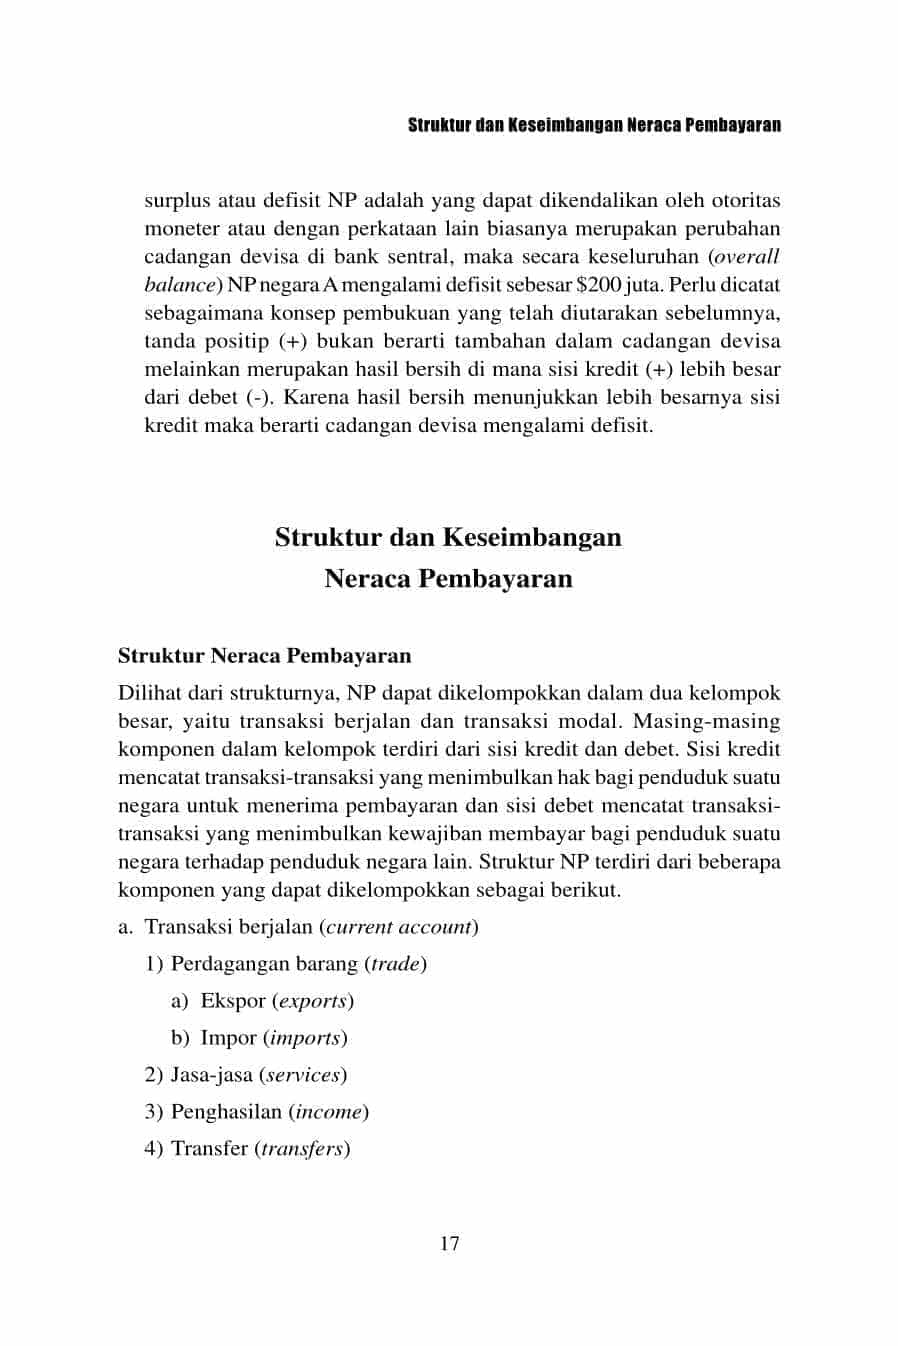 Struktur dan Keseimbangan Neraca Pembayaran
surplus atau defisit NP adalah yang dapat dikendalikan oleh otoritas
moneter atau dengan perkataan lain biasanya merupakan perubahan
cadangan devisa di bank sentral, maka secara keseluruhan (overall
balance) NP negara A mengalami defisit sebesar $200 juta. Perlu dicatat
sebagaimana konsep pembukuan yang telah diutarakan sebelumnya,
tanda positip (+) bukan berarti tambahan dalam cadangan devisa
melainkan merupakan hasil bersih di mana sisi kredit (+) lebih besar
dari debet (-). Karena hasil bersih menunjukkan lebih besarnya sisi
kredit maka berarti cadangan devisa mengalami defisit.
Struktur dan Keseimbangan
Neraca Pembayaran
Struktur Neraca Pembayaran
Dilihat dari strukturnya, NP dapat dikelompokkan dalam dua kelompok
besar, yaitu transaksi berjalan dan transaksi modal. Masing-masing
komponen dalam kelompok terdiri dari sisi kredit dan debet. Sisi kredit
mencatat transaksi-transaksi yang menimbulkan hak bagi penduduk suatu
negara untuk menerima pembayaran dan sisi debet mencatat transaksi-
transaksi yang menimbulkan kewajiban membayar bagi penduduk suatu
negara terhadap penduduk negara lain. Struktur NP terdiri dari beberapa
komponen yang dapat dikelompokkan sebagai berikut.
a. Transaksi berjalan (current account)
1) Perdagangan barang (trade)
a) Ekspor (exports)
b) Impor (imports)
2) Jasa-jasa (services)
3) Penghasilan (income)
4) Transfer (transfers)
17